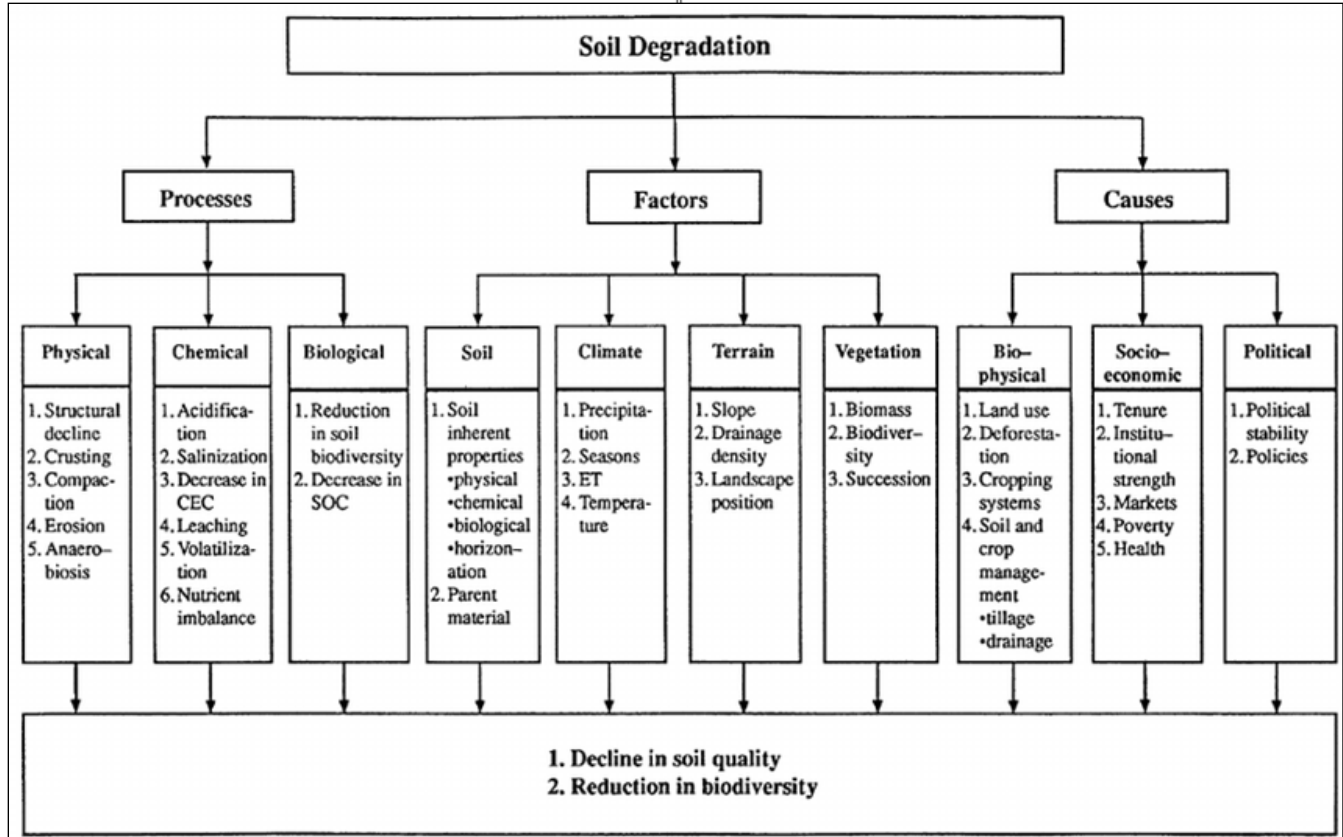 Soil Degradation
Processes
Factors
Causes
Physical
1. Structural
decline
2. Crusting
3. Compac-
tion
4. Erosion
5. Anaero-
biosis
Chemical
1. Acidifica-
tion
2. Salinization
3. Decrease in
CEC
4. Leaching
5. Volatiliza-
tion
6. Nutrient
imbalance
Biological
1. Reduction
in soil
biodiversity
2. Decrease in
SOC
Soil
1. Soil
inherent
properties
•physical
•chemical
•biological
•horizon-
ation
2. Parent
material
Climate
1. Precipita-
tion
2. Seasons
3. ET
4. Tempera-
ture
Terrain
1. Slope
2. Drainage
density
3. Landscape
position
Vegetation
1. Biomass
2. Biodiver-
sity
3. Succession
Bio-
physical
1. Land use
2. Deforesta-
tion
3. Cropping
systems
4. Soil and
crop
manage-
ment
•tillage
•drainage
Socio-
economic
1. Tenure
2. Institu-
tional
strength
3. Markets
4. Poverty
5. Health
Political
1. Political
stability
2. Policies
1. Decline in soil quality
2. Reduction in biodiversity